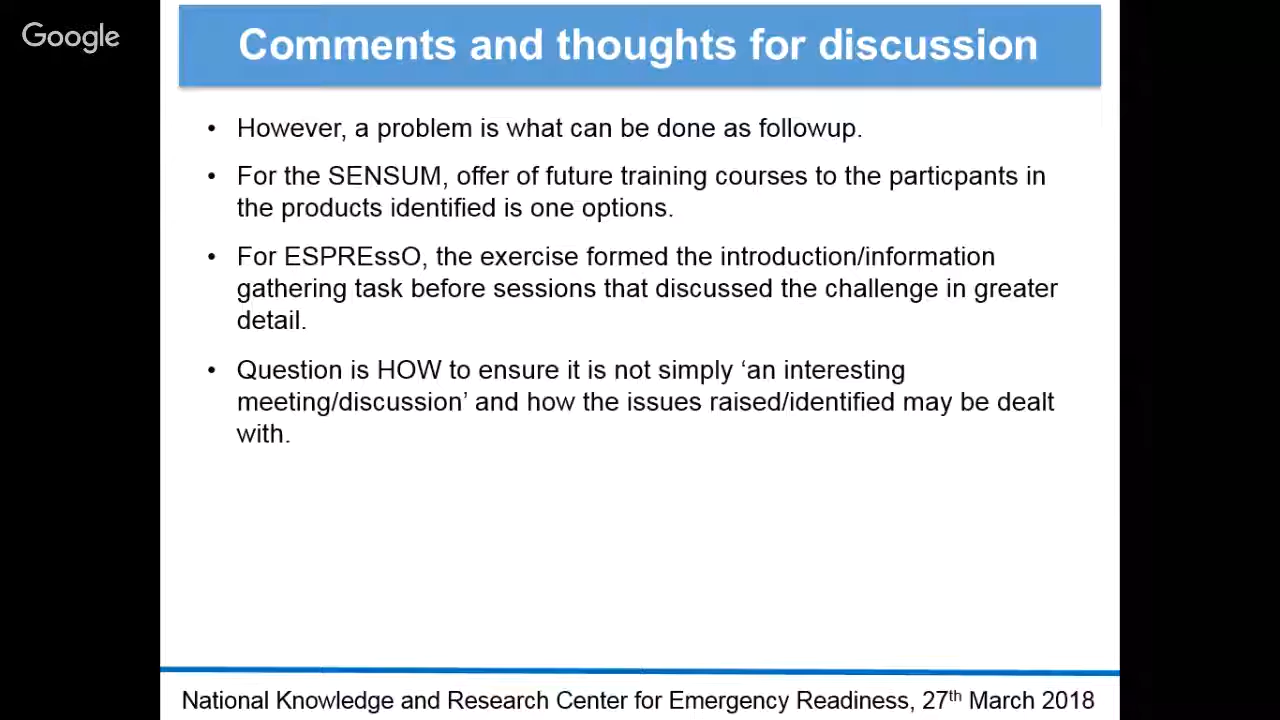 Google
Comments and thoughts for discussion
• However, a problem is what can be done as followup.
• For the SENSUM, offer of future training courses to the particpants in
the products identified is one options.
• For ESPREssO, the exercise formed the introduction/information
gathering task before sessions that discussed the challenge in greater
detail.
• Question is HOW to ensure it is not simply ‘an interesting
meeting/discussion’ and how the issues raised/identified may be dealt
with.
National Knowledge and Research Center for Emergency Readiness, 27th March 2018